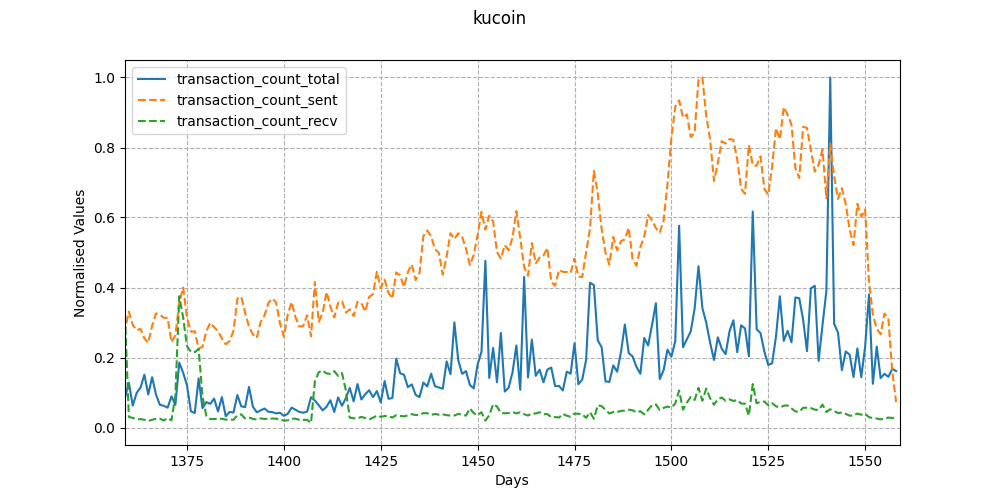 kucoin
transaction_count_total
transaction_count_sent
transaction_count_recv
1.0
0.8
0.6
0.4
0.2
0.0
Normalised Values
1375 1400 1425 1450 1475 1500 1525 1550
Days